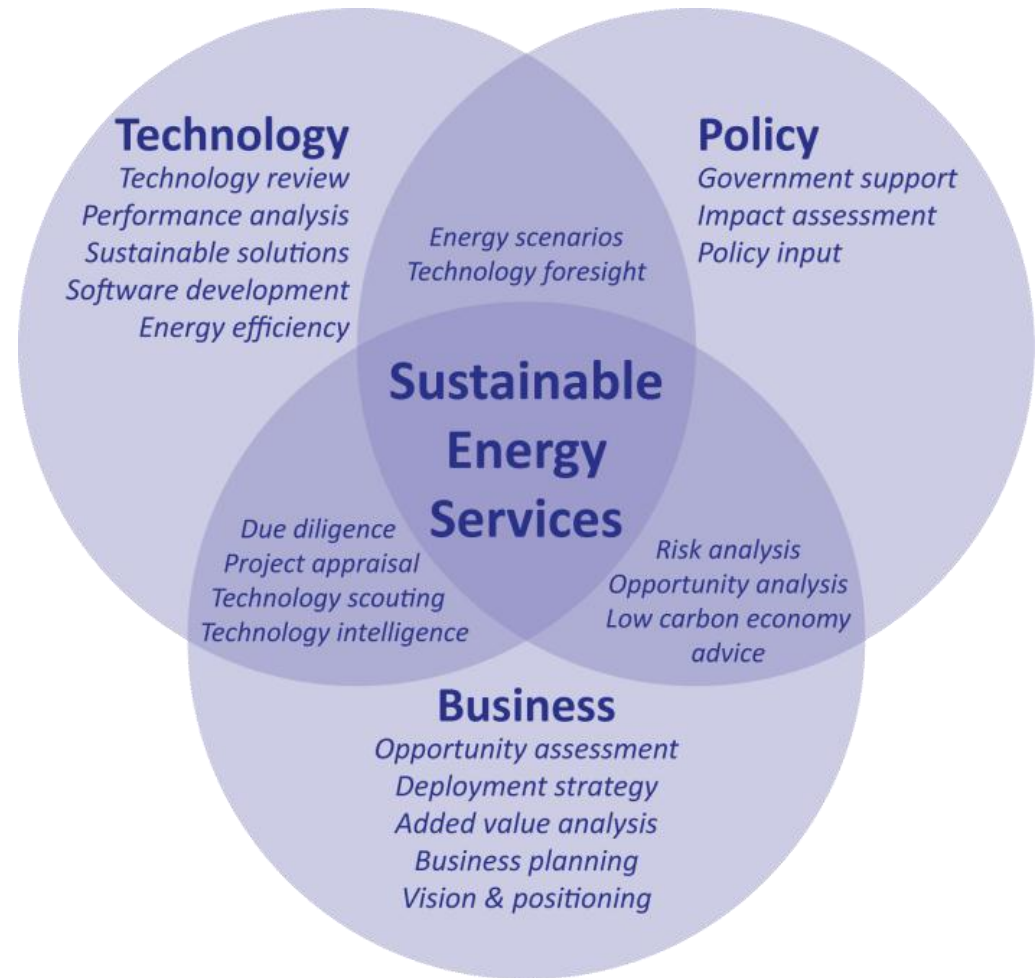 Technology
Technology review
Performance analysis
Sustainable solutions
Software development
Energy efficiency
Policy
Government support
Impact assessment
Policy input
Energy scenarios
Technology foresight
Sustainable
Energy
Services
Due diligence
Project appraisal
Technology scouting
Technology intelligence
Risk analysis
Opportunity analysis
Low carbon economy
advice
Business
Opportunity assessment
Deployment strategy
Added value analysis
Business planning
Vision & positioning